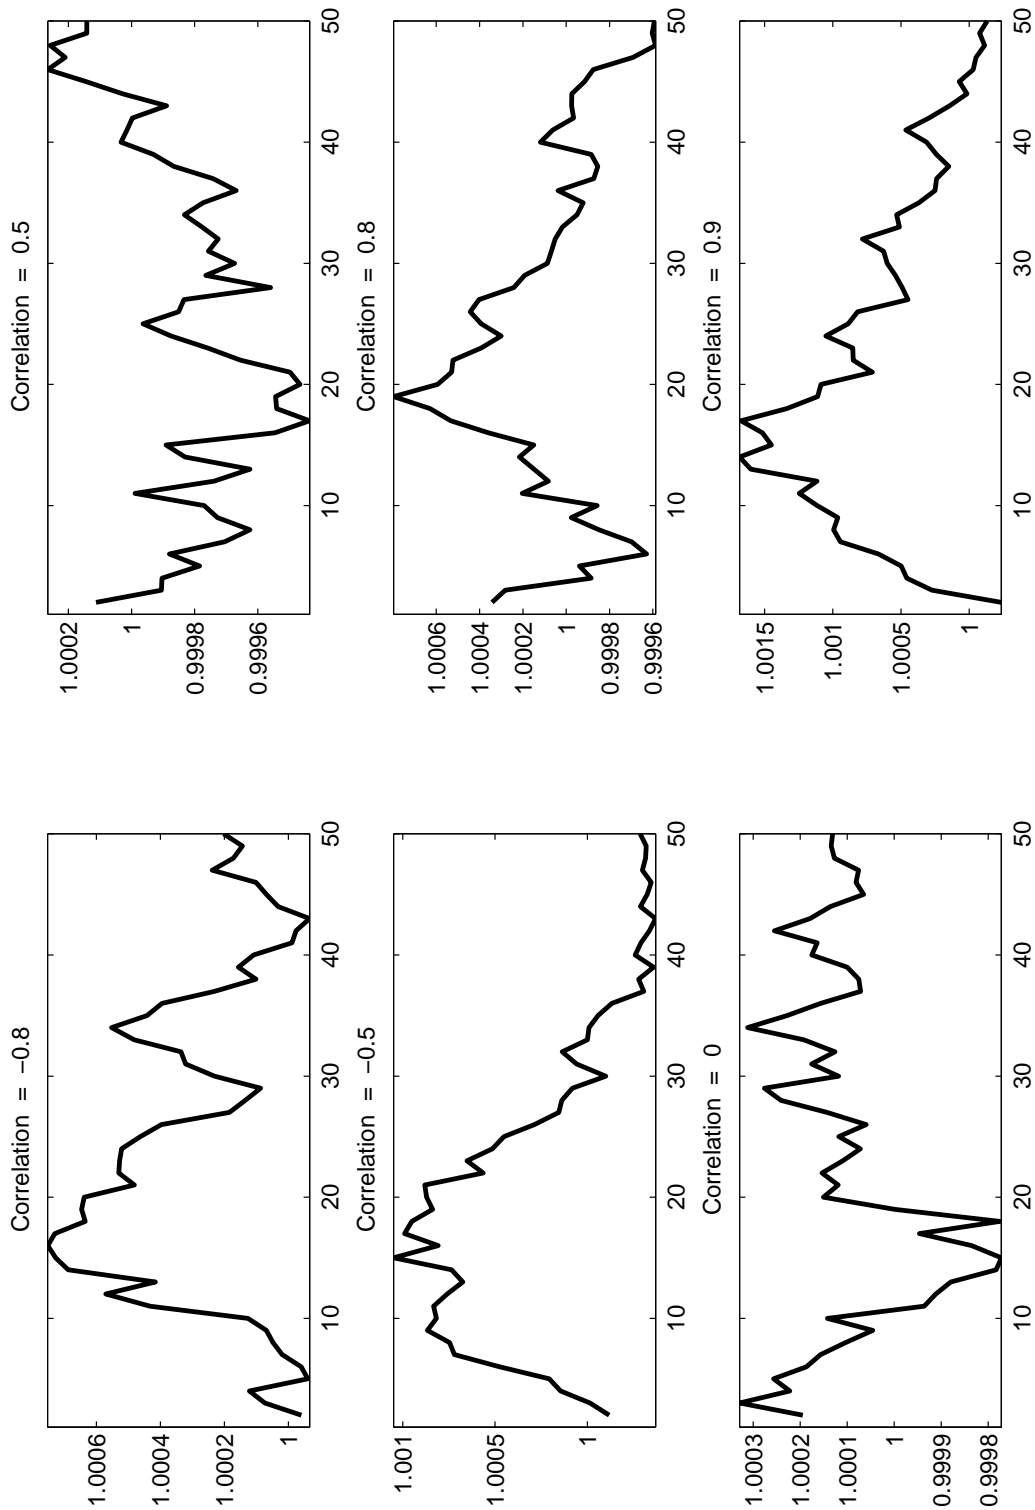 Correlation = −0.8
1.0006
1.0004
1.0002
1
10 20 30 40 50
Correlation = 0.5
1.0002
1
0.9998
0.9996
10 20 30 40 50
Correlation = −0.5
1.001
1.0005
1
10 20 30 40 50
Correlation = 0.8
1.0006
1.0004
1.0002
1
0.9998
0.9996
10 20 30 40 50
Correlation = 0
1.0003
1.0002
1.0001
1
0.9999
0.9998
10 20 30 40 50
Correlation = 0.9
1.0015
1.001
1.0005
1
10 20 30 40 50